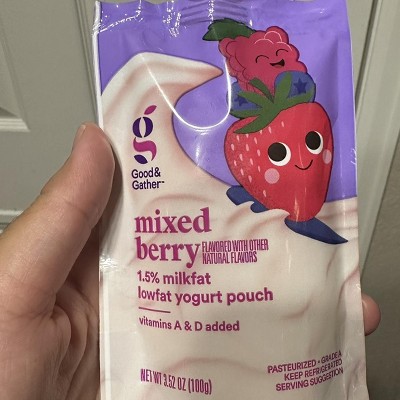 g
Good&
Gather™
mixed
berry FLAVORED WITH OTHER
NATURAL FLAVORS
1.5% milkfat
lowfat yogurt pouch
vitamins A & D added
NET WT 3.52 OZ (100g)
PASTEURIZED • GRADE A
KEEP REFRIGERATED
SERVING SUGGESTION